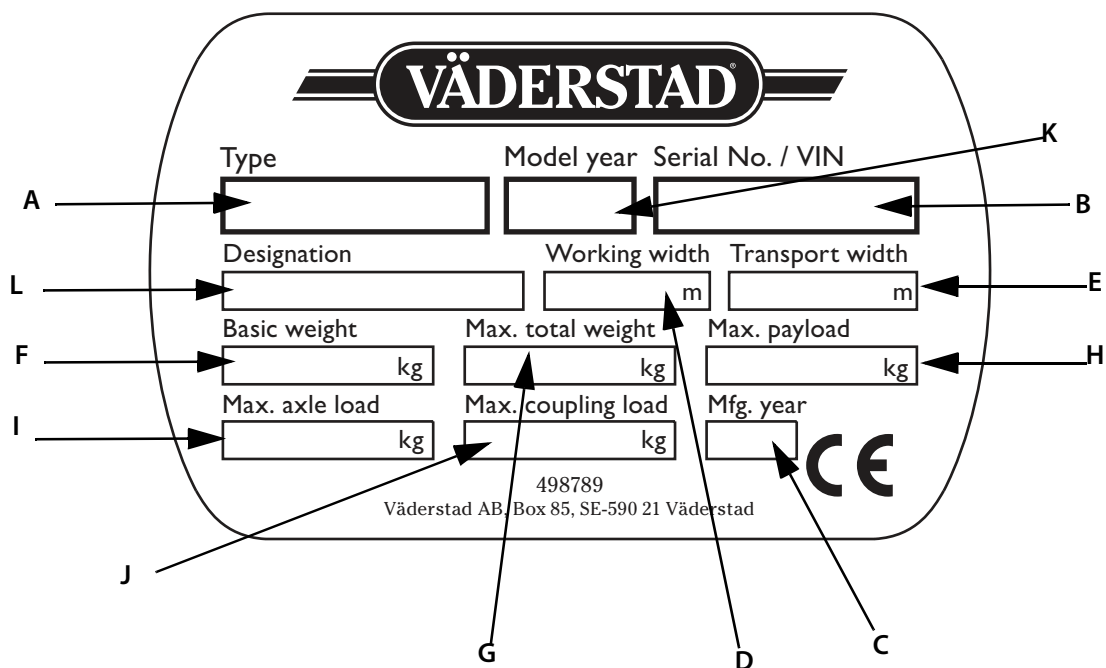 VÄDERSTAD®
K
Type Model year Serial No. / VIN
A
B
Designation Working width Transport width
L m m E
Basic weight Max. total weight Max. payload
F kg kg kg H
Max. axle load Max. coupling load Mfg. year
I kg kg CE
498789
Väderstad AB, Box 85, SE-590 21 Väderstad
J
G D C